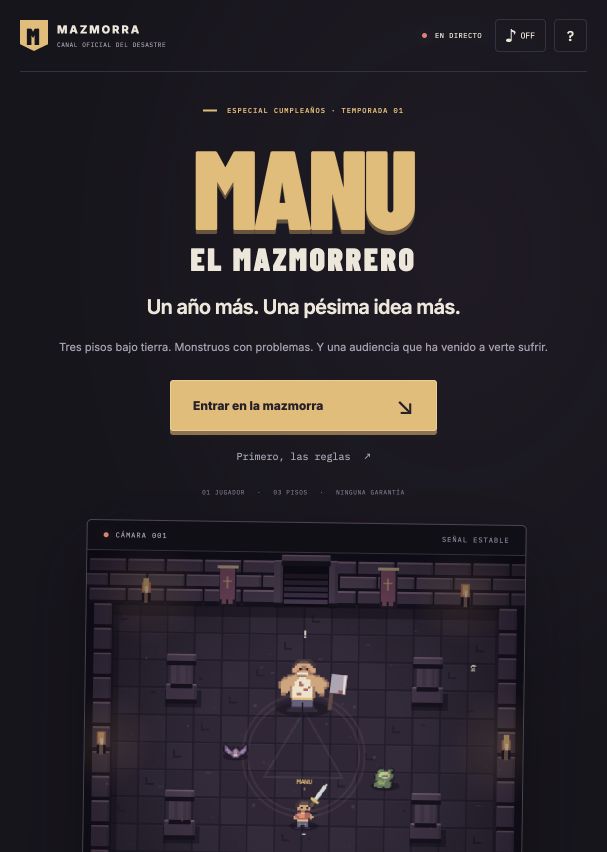 MAZMORRA
CANAL OFICIAL DEL DESASTRE
EN DIRECTO
OFF
?
ESPECIAL CUMPLEAÑOS · TEMPORADA 01
MANU
EL MAZMORRERO
Un año más. Una pésima idea más.
Tres pisos bajo tierra. Monstruos con problemas. Y una audiencia que ha venido a verte sufrir.
Entrar en la mazmorra
Primero, las reglas
01 JUGADOR · 03 PISOS · NINGUNA GARANTÍA
CÁMARA 001
SEÑAL ESTABLE
!
MANU